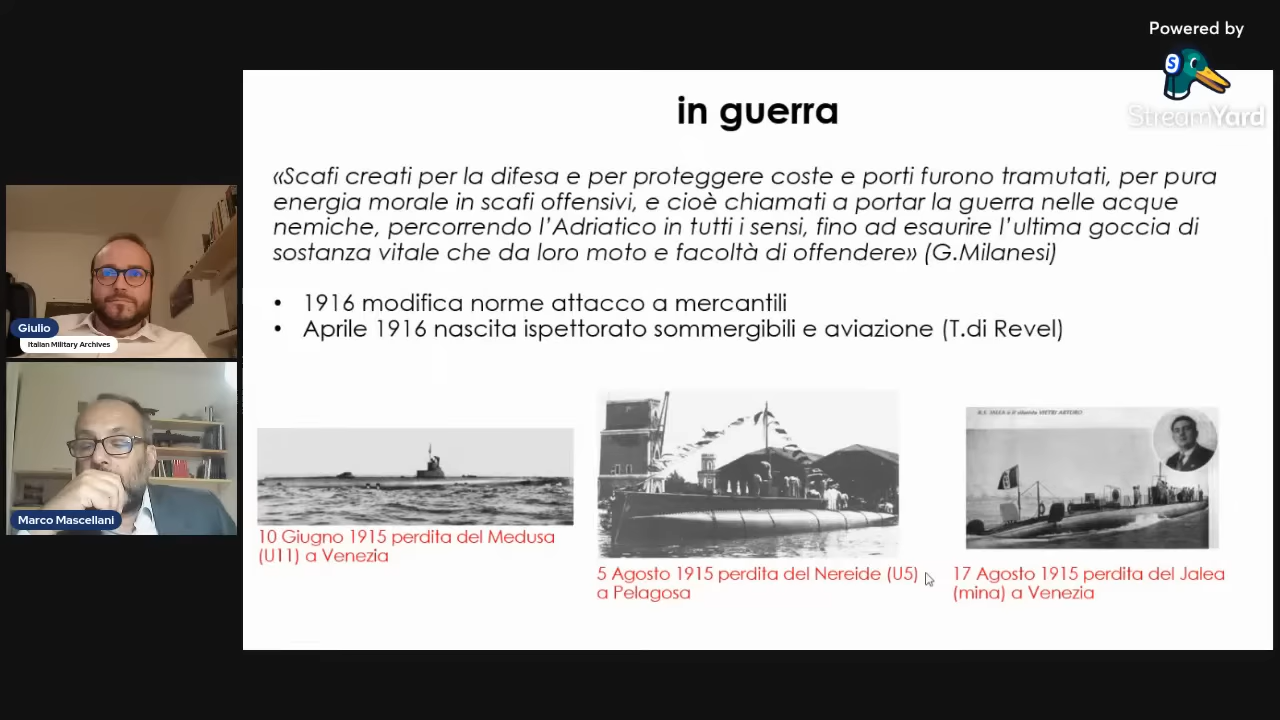 Powered by
StreamYard
in guerra
«Scafi creati per la difesa e per proteggere coste e porti furono tramutati, per pura
energia morale in scafi offensivi, e cioè chiamati a portar la guerra nelle acque
nemiche, percorrendo l'Adriatico in tutti i sensi, fino ad esaurire l'ultima goccia di
sostanza vitale che da loro moto e facoltà di offendere» (G.Milanesi)
• 1916 modifica norme attacco a mercantili
• Aprile 1916 nascita ispettorato sommergibili e aviazione (T.di Revel)
Giulio
Italian Military Archives
Marco Mascellani
10 Giugno 1915 perdita del Medusa
(U11) a Venezia
5 Agosto 1915 perdita del Nereide (U5)
a Pelagosa
R.S. JALEA e il silurista VIETRI ARTURO
17 Agosto 1915 perdita del Jalea
(mina) a Venezia